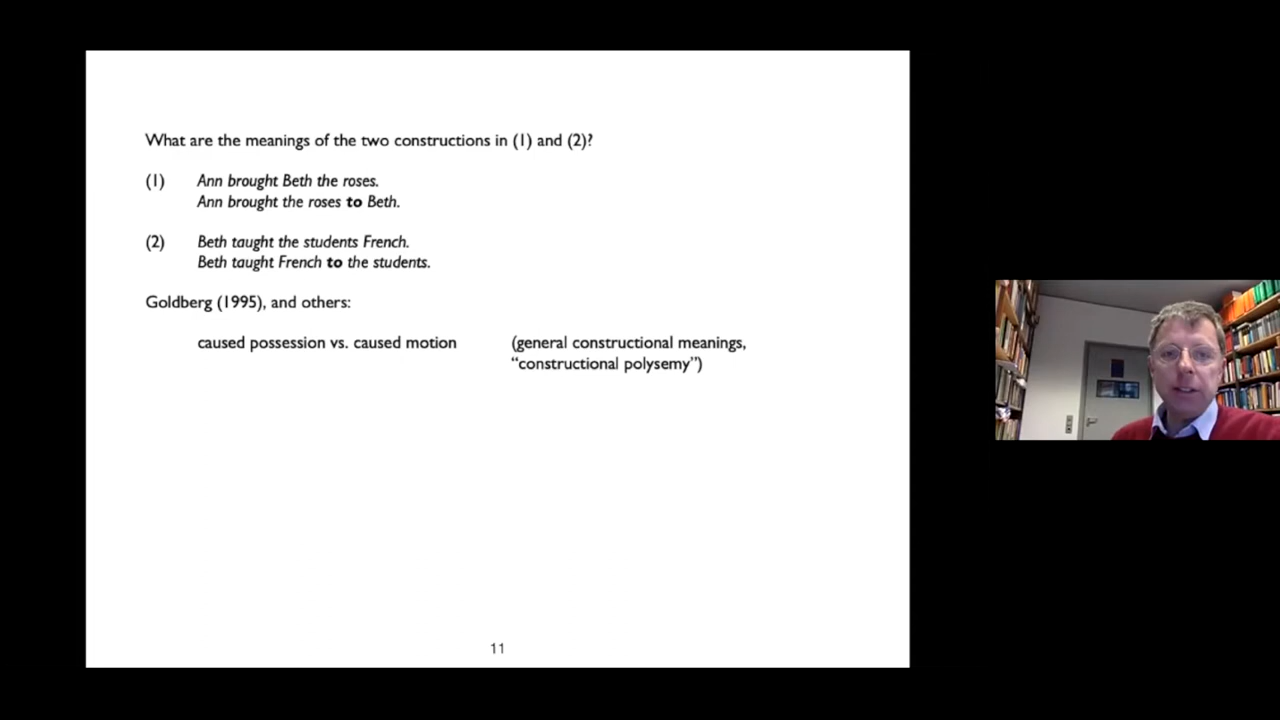 What are the meanings of the two constructions in (1) and (2)?
(1) Ann brought Beth the roses.
Ann brought the roses to Beth.
(2) Beth taught the students French.
Beth taught French to the students.
Goldberg (1995), and others:
caused possession vs. caused motion (general constructional meanings,
“constructional polysemy”)
11